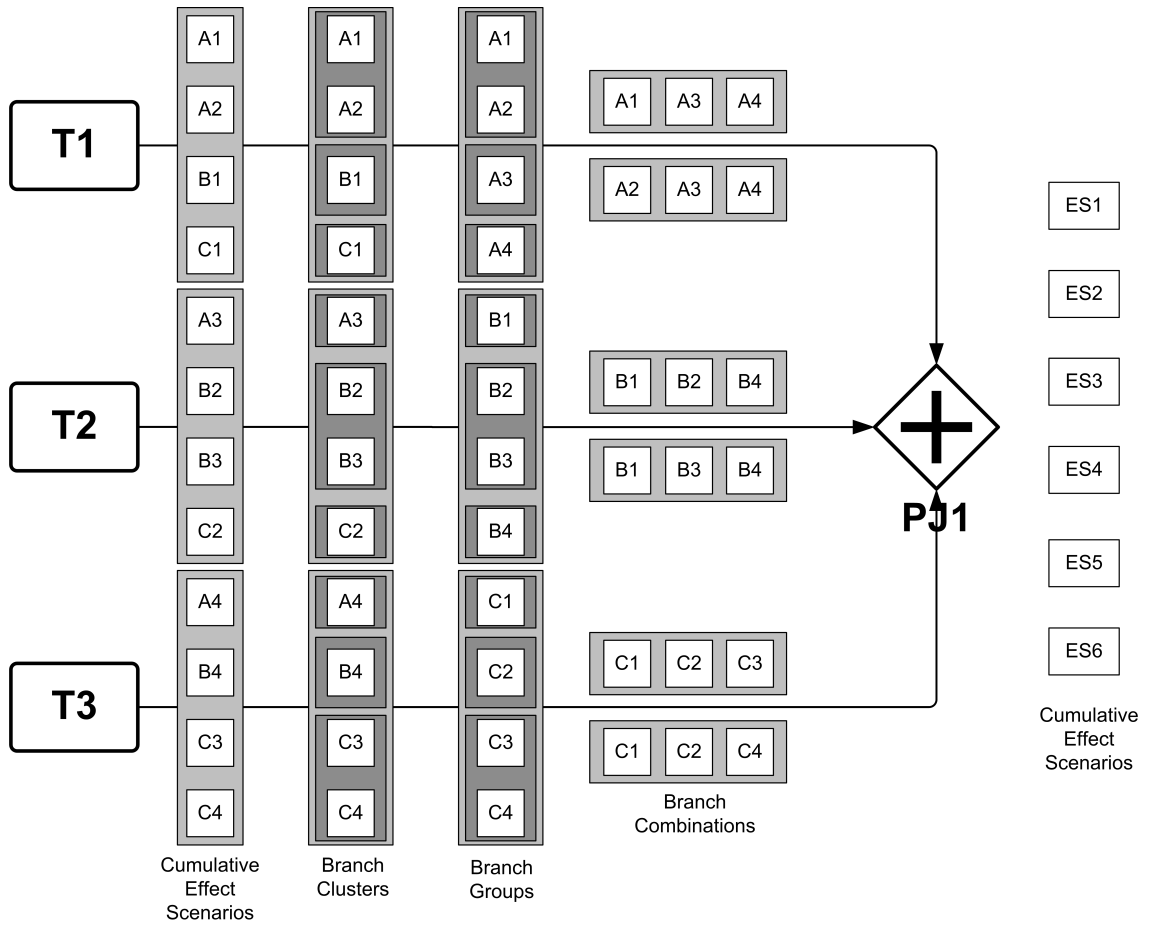 T1
A1
A2
B1
C1
A1
A2
B1
C1
A1
A2
A3
A4
A1 A3 A4
A2 A3 A4
T2
A3
B2
B3
C2
A3
B2
B3
C2
B1
B2
B3
B4
B1 B2 B4
B1 B3 B4
T3
A4
B4
C3
C4
A4
B4
C3
C4
C1
C2
C3
C4
C1 C2 C3
C1 C2 C4
PJ1
ES1
ES2
ES3
ES4
ES5
ES6
Cumulative
Effect
Scenarios
Branch
Clusters
Branch
Groups
Branch
Combinations
Cumulative
Effect
Scenarios